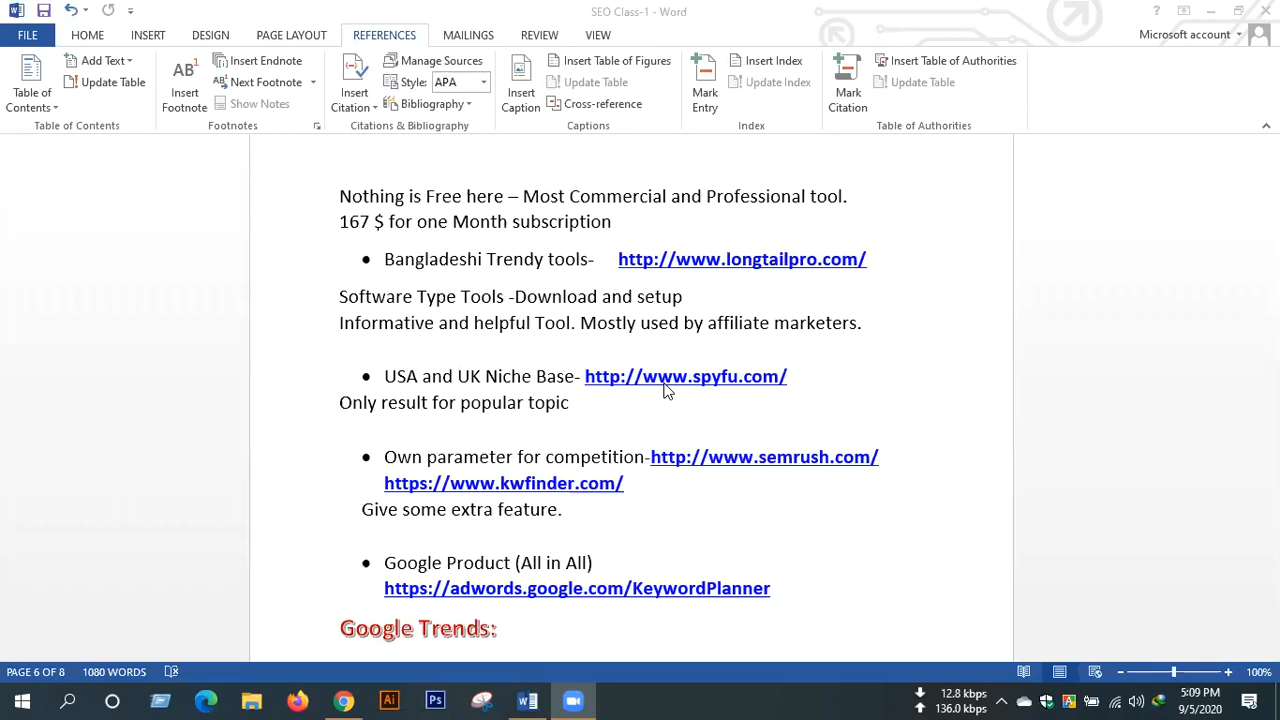 SEO Class-1 - Word
FILE HOME INSERT DESIGN PAGE LAYOUT REFERENCES MAILINGS REVIEW VIEW Microsoft account
Table of Contents
Add Text
Update Table
Table of Contents
AB¹
Insert Footnote
Insert Endnote
Next Footnote
Show Notes
Footnotes
Insert Citation
Manage Sources
Style: APA
Bibliography
Citations & Bibliography
Insert Caption
Insert Table of Figures
Update Table
Cross-reference
Captions
Mark Entry
Insert Index
Update Index
Index
Mark Citation
Insert Table of Authorities
Update Table
Table of Authorities
Nothing is Free here – Most Commercial and Professional tool.
167 $ for one Month subscription
• Bangladeshi Trendy tools- http://www.longtailpro.com/
Software Type Tools -Download and setup
Informative and helpful Tool. Mostly used by affiliate marketers.
• USA and UK Niche Base- http://www.spyfu.com/
Only result for popular topic
• Own parameter for competition-http://www.semrush.com/
https://www.kwfinder.com/
Give some extra feature.
• Google Product (All in All)
https://adwords.google.com/KeywordPlanner
Google Trends:
PAGE 6 OF 8 1080 WORDS 100%
Ai Ps
12.8 kbps
136.0 kbps
5:09 PM
9/5/2020